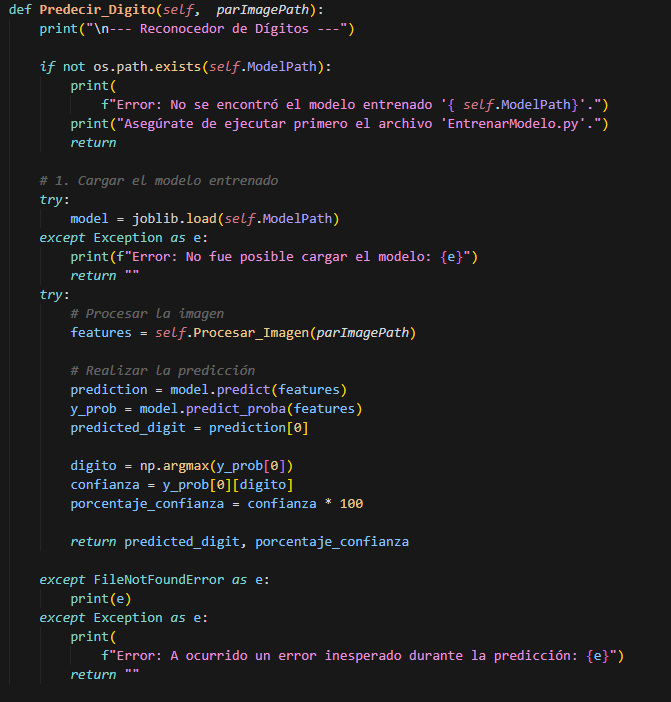 def Predecir_Digito(self,  parImagePath):
    print("\n--- Reconocedor de Dígitos ---")

    if not os.path.exists(self.ModelPath):
        print(
            f"Error: No se encontró el modelo entrenado '{ self.ModelPath}'.")
        print("Asegúrate de ejecutar primero el archivo 'EntrenarModelo.py'.")
        return

    # 1. Cargar el modelo entrenado
    try:
        model = joblib.load(self.ModelPath)
    except Exception as e:
        print(f"Error: No fue posible cargar el modelo: {e}")
        return ""
    try:
        # Procesar la imagen
        features = self.Procesar_Imagen(parImagePath)

        # Realizar la predicción
        prediction = model.predict(features)
        y_prob = model.predict_proba(features)
        predicted_digit = prediction[0]

        digito = np.argmax(y_prob[0])
        confianza = y_prob[0][digito]
        porcentaje_confianza = confianza * 100

        return predicted_digit, porcentaje_confianza

    except FileNotFoundError as e:
        print(e)
    except Exception as e:
        print(
            f"Error: A ocurrido un error inesperado durante la predicción: {e}")
        return ""